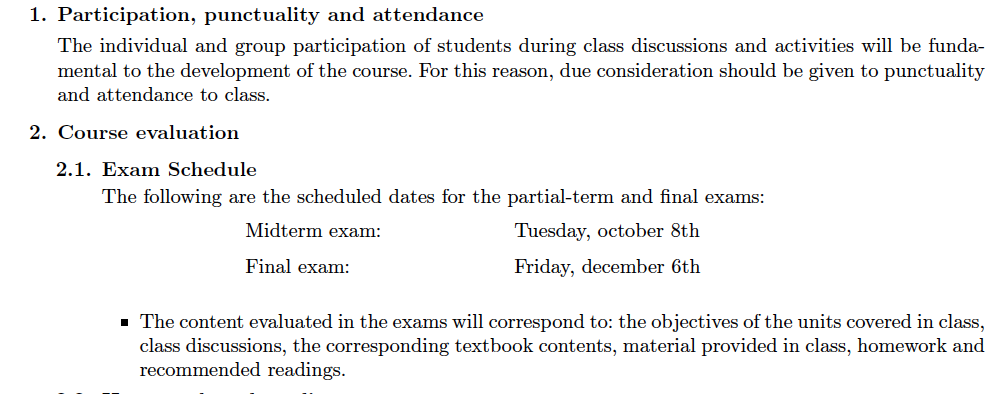 1. Participation, punctuality and attendance
The individual and group participation of students during class discussions and activities will be funda-
mental to the development of the course. For this reason, due consideration should be given to punctuality
and attendance to class.
2. Course evaluation
2.1. Exam Schedule
The following are the scheduled dates for the partial-term and final exams:
Midterm exam: Tuesday, october 8th
Final exam: Friday, december 6th
▪ The content evaluated in the exams will correspond to: the objectives of the units covered in class,
class discussions, the corresponding textbook contents, material provided in class, homework and
recommended readings.